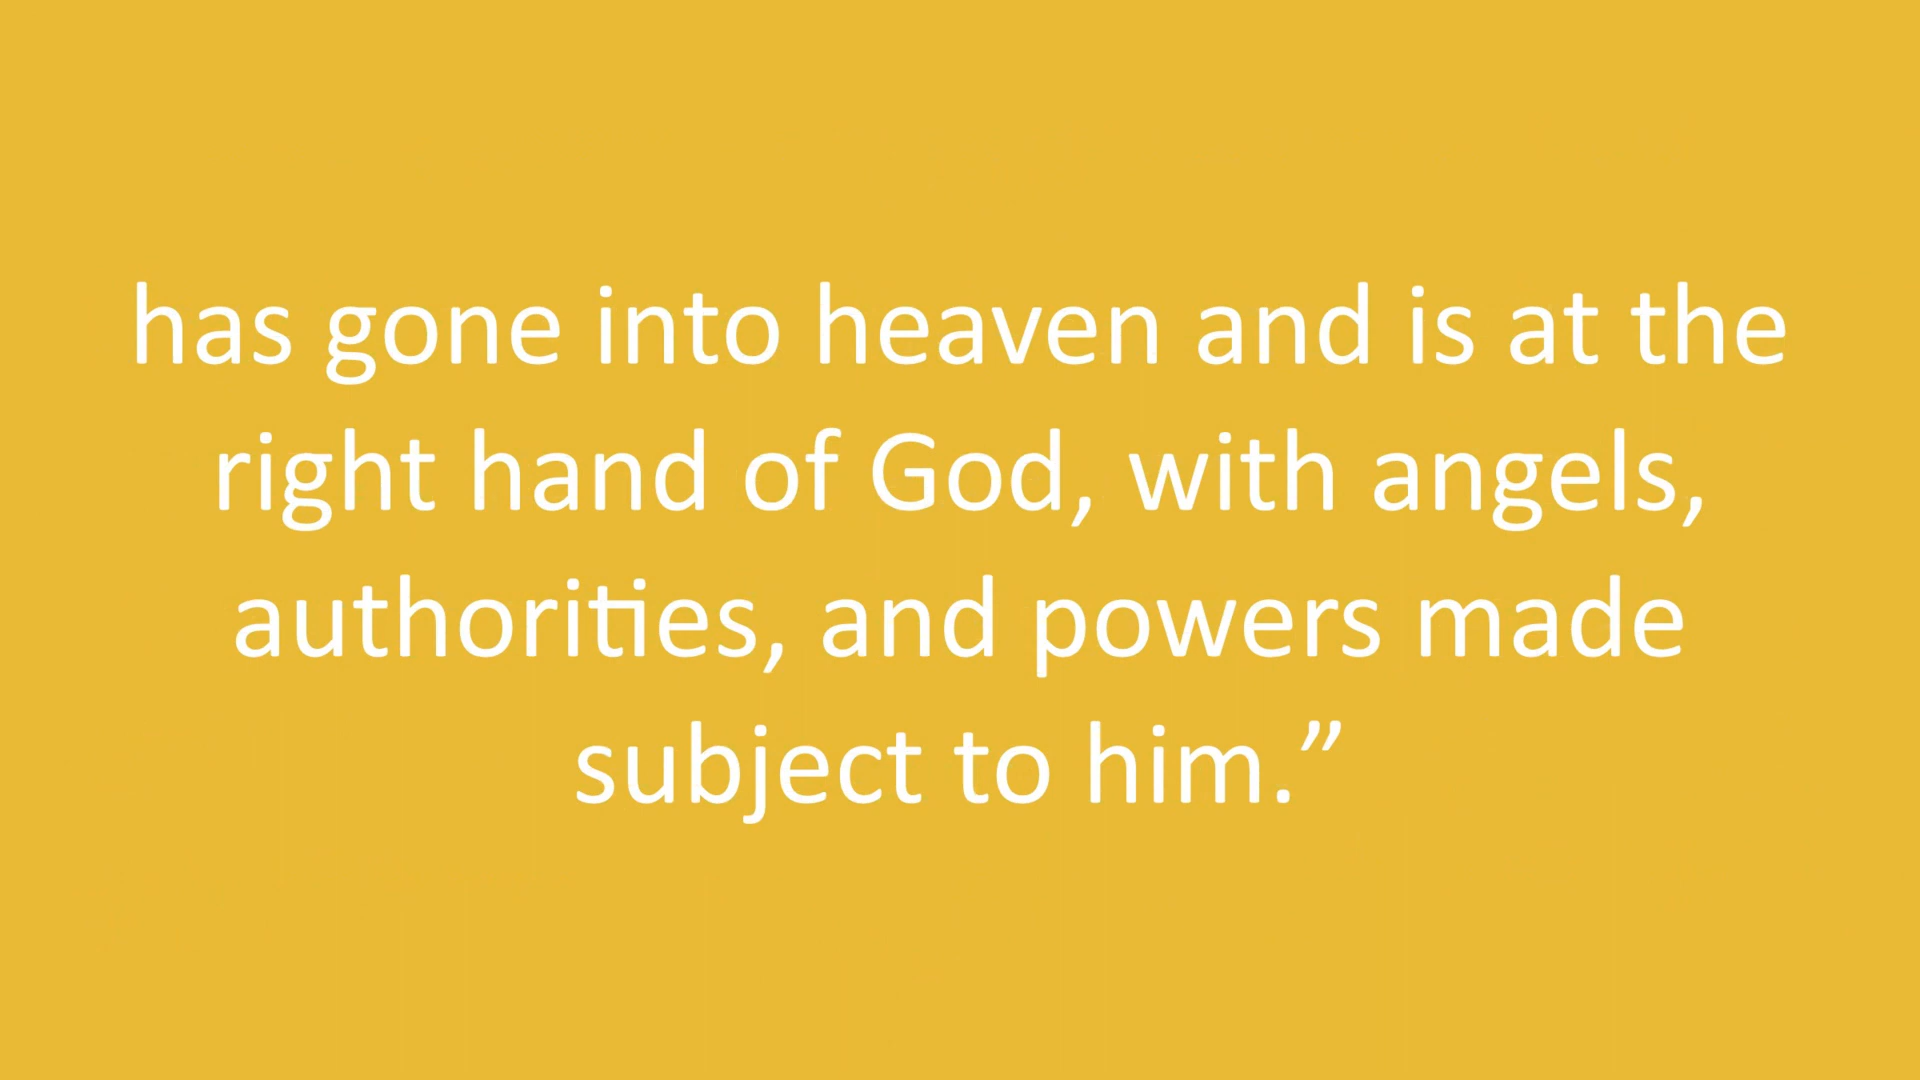 has gone into heaven and is at the
right hand of God, with angels,
authorities, and powers made
subject to him.”